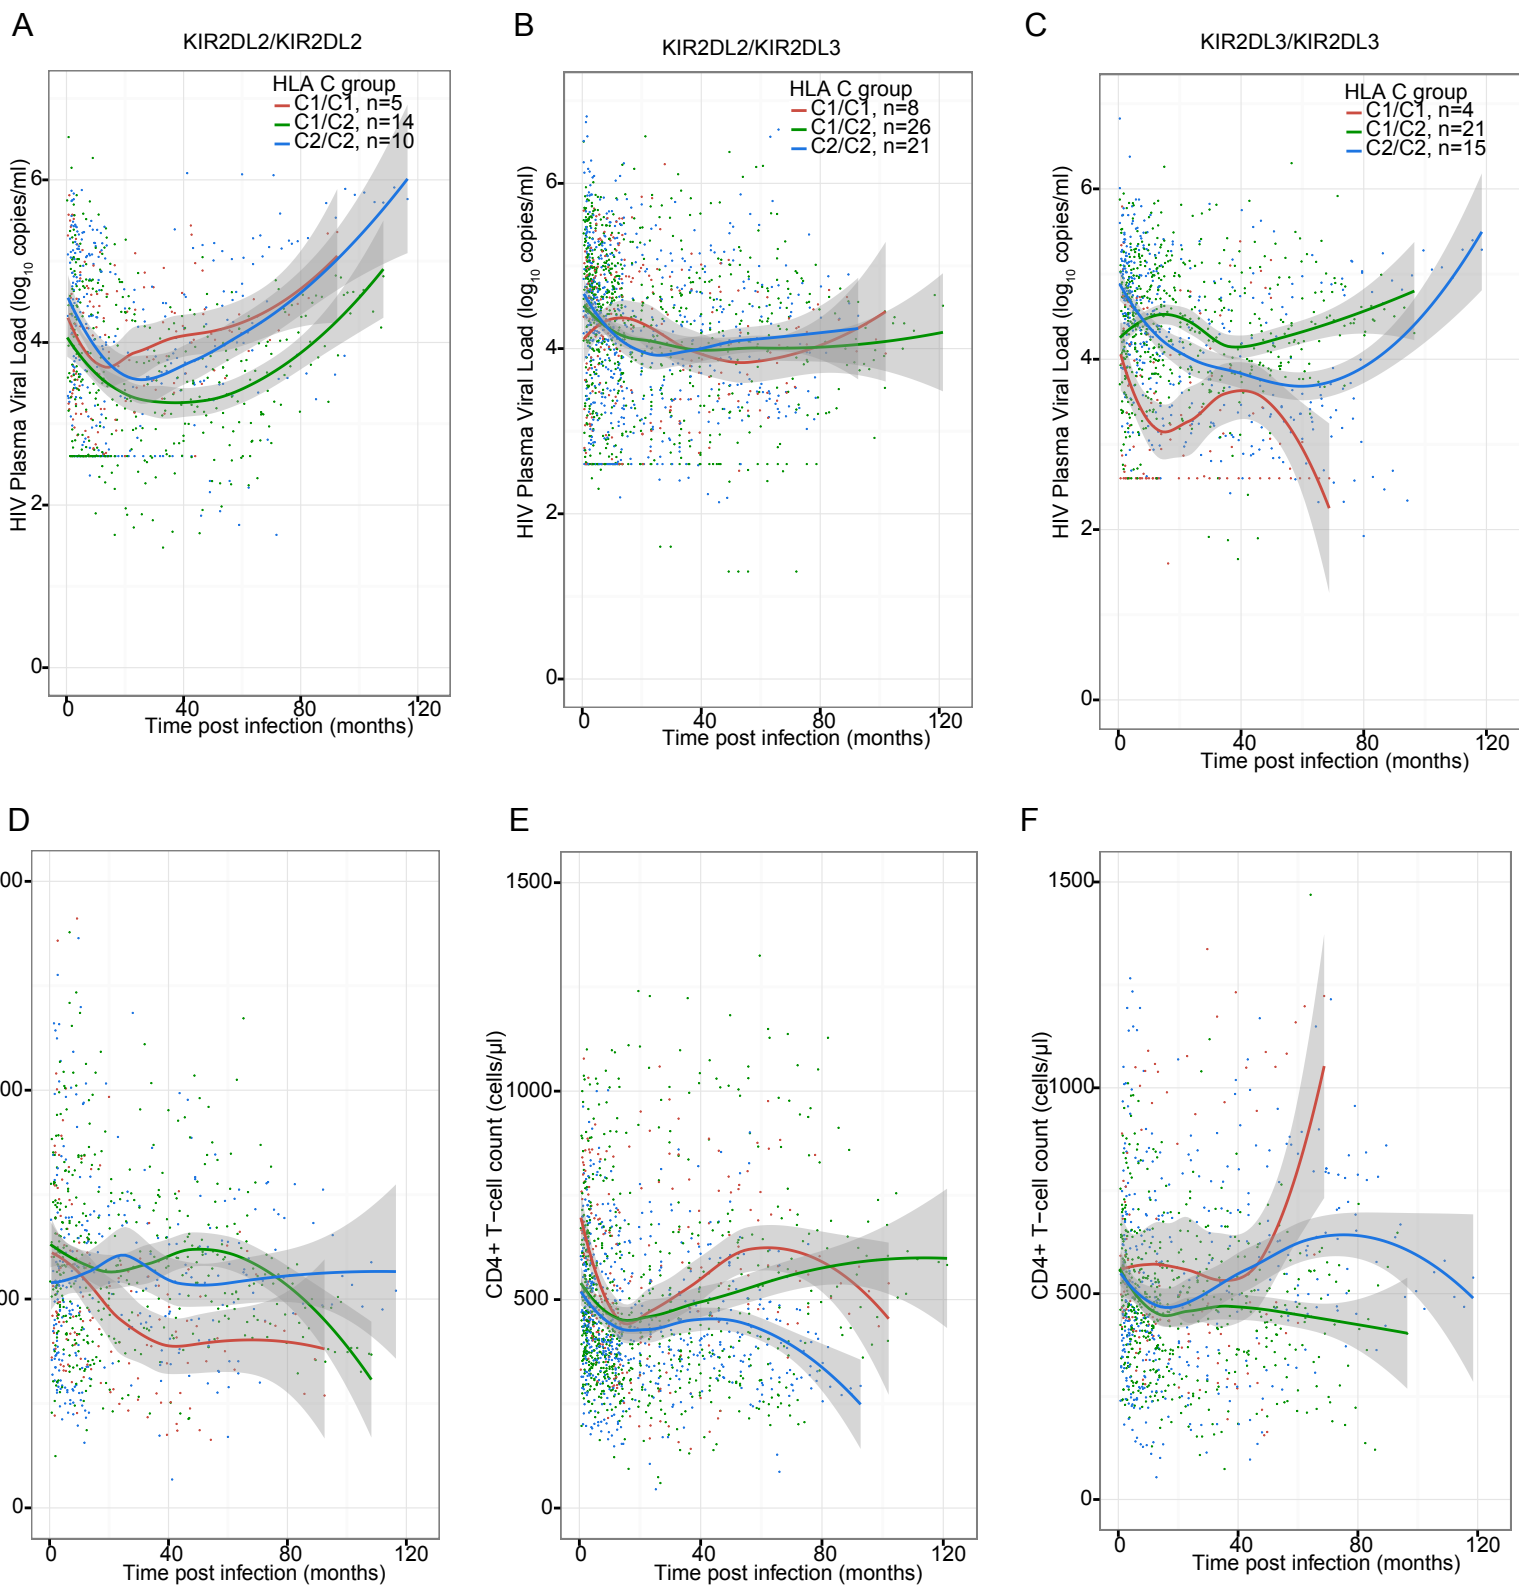 A
B
C
KIR2DL2/KIR2DL2
KIR2DL2/KIR2DL3
KIR2DL3/KIR2DL3
HLA C group
C1/C1, n=5
C1/C2, n=14
C2/C2, n=10
HLA C group
C1/C1, n=8
C1/C2, n=26
C2/C2, n=21
HLA C group
C1/C1, n=4
C1/C2, n=21
C2/C2, n=15
HIV Plasma Viral Load (log10 copies/ml)
6
4
2
0
0 40 80 120
Time post infection (months)
HIV Plasma Viral Load (log10 copies/ml)
6
4
2
0
0 40 80 120
Time post infection (months)
HIV Plasma Viral Load (log10 copies/ml)
6
4
2
0
0 40 80 120
Time post infection (months)
D
E
F
00
00
00
0
0 40 80 120
Time post infection (months)
CD4+ T−cell count (cells/µl)
1500
1000
500
0
0 40 80 120
Time post infection (months)
CD4+ T−cell count (cells/µl)
1500
1000
500
0
0 40 80 120
Time post infection (months)